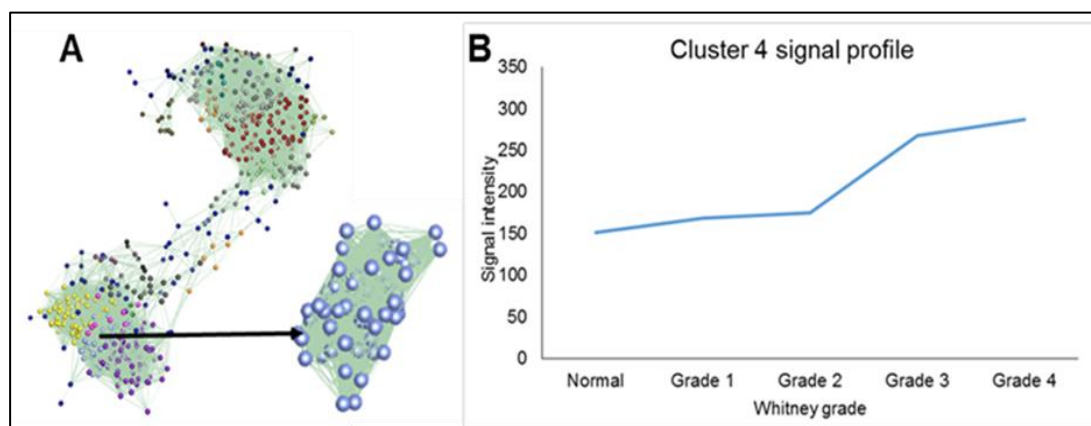 A
B
Cluster 4 signal profile
350
300
250
200
150
100
50
0
Signal intensity
Normal Grade 1 Grade 2 Grade 3 Grade 4
Whitney grade